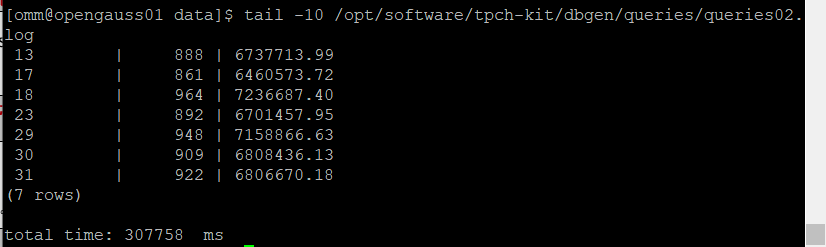 [omm@opengauss01 data]$ tail -10 /opt/software/tpch-kit/dbgen/queries/queries02.
log
13 | 888 | 6737713.99
17 | 861 | 6460573.72
18 | 964 | 7236687.40
23 | 892 | 6701457.95
29 | 948 | 7158866.63
30 | 909 | 6808436.13
31 | 922 | 6806670.18
(7 rows)
total time: 307758 ms